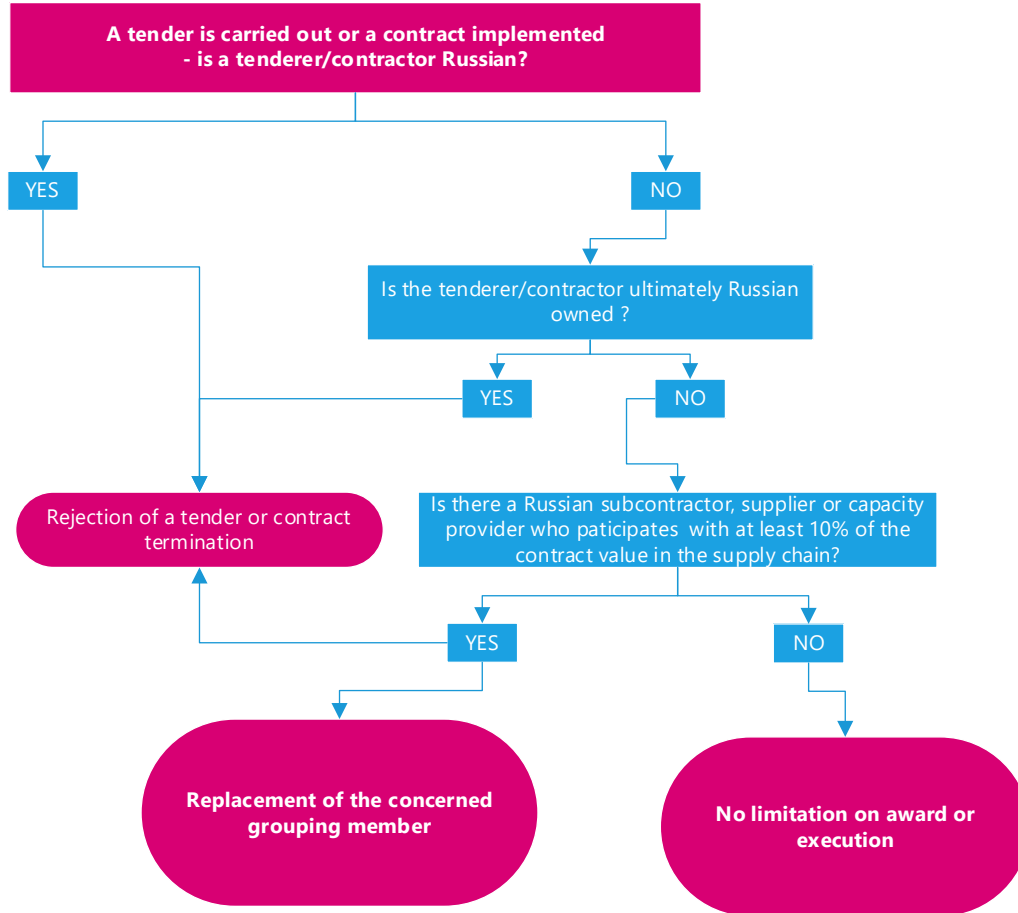 A tender is carried out or a contract implemented
- is a tenderer/contractor Russian?
YES
NO
Is the tenderer/contractor ultimately Russian
owned ?
YES
NO
Rejection of a tender or contract
termination
Is there a Russian subcontractor, supplier or capacity
provider who paticipates with at least 10% of the
contract value in the supply chain?
YES
NO
Replacement of the concerned
grouping member
No limitation on award or
execution